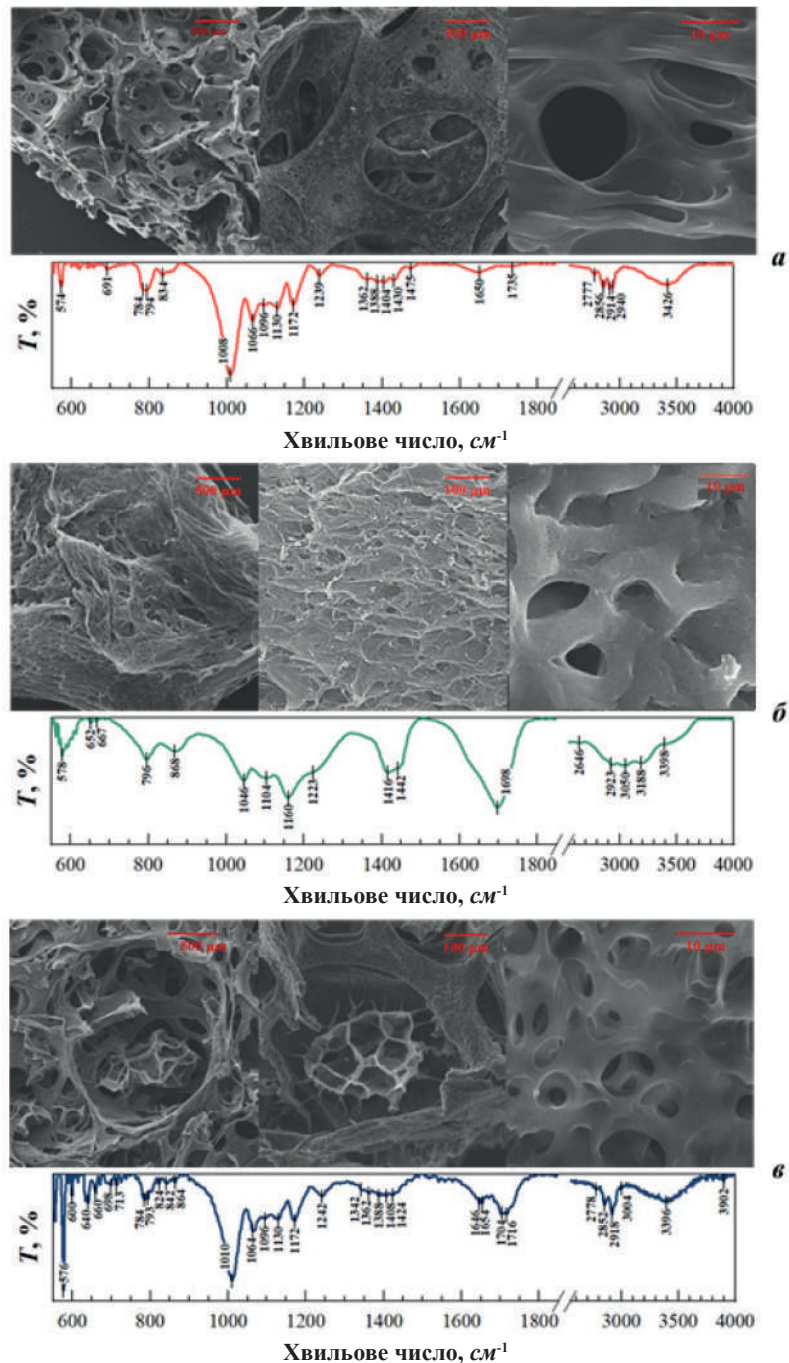 500 µm 100 µm 10 µm
а
T, %
574 691 784 794 834 1008 1066 1096 1130 1172 1239 1362 1388 1404 1430 1475 1650 1735 2777 2856 2914 2940 3426
600 800 1000 1200 1400 1600 1800 3000 3500 4000
Хвильове число, см-1
500 µm 100 µm 10 µm
б
T, %
578 652 667 796 868 1046 1104 1160 1223 1416 1442 1698 2646 2923 3050 3188 3398
600 800 1000 1200 1400 1600 1800 3000 3500 4000
Хвильове число, см-1
500 µm 100 µm 10 µm
в
T, %
576 600 640 660 698 713 784 793 824 842 864 1010 1064 1096 1130 1172 1242 1342 1362 1388 1408 1424 1646 1654 1704 1716 2778 2852 2918 3004 3396 3902
600 800 1000 1200 1400 1600 1800 3000 3500 4000
Хвильове число, см-1